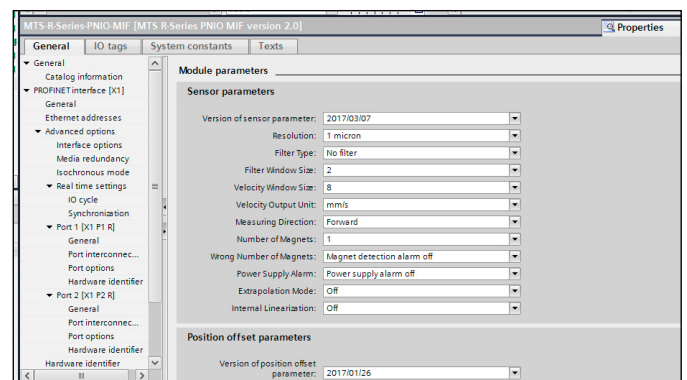 MTS-R-Series-PNIO-MIF [MTS R-Series PNIO MIF version 2.0]
Properties
General
IO tags
System constants
Texts
General
Catalog information
PROFINET interface [X1]
General
Ethernet addresses
Advanced options
Interface options
Media redundancy
Isochronous mode
Real time settings
IO cycle
Synchronization
Port 1 [X1 P1 R]
General
Port interconnec...
Port options
Hardware identifier
Port 2 [X1 P2 R]
General
Port interconnec...
Port options
Hardware identifier
Hardware identifier
Module parameters
Sensor parameters
Version of sensor parameter: 2017/03/07
Resolution: 1 micron
Filter Type: No filter
Filter Window Size: 2
Velocity Window Size: 8
Velocity Output Unit: mm/s
Measuring Direction: Forward
Number of Magnets: 1
Wrong Number of Magnets: Magnet detection alarm off
Power Supply Alarm: Power supply alarm off
Extrapolation Mode: Off
Internal Linearization: Off
Position offset parameters
Version of position offset
parameter: 2017/01/26